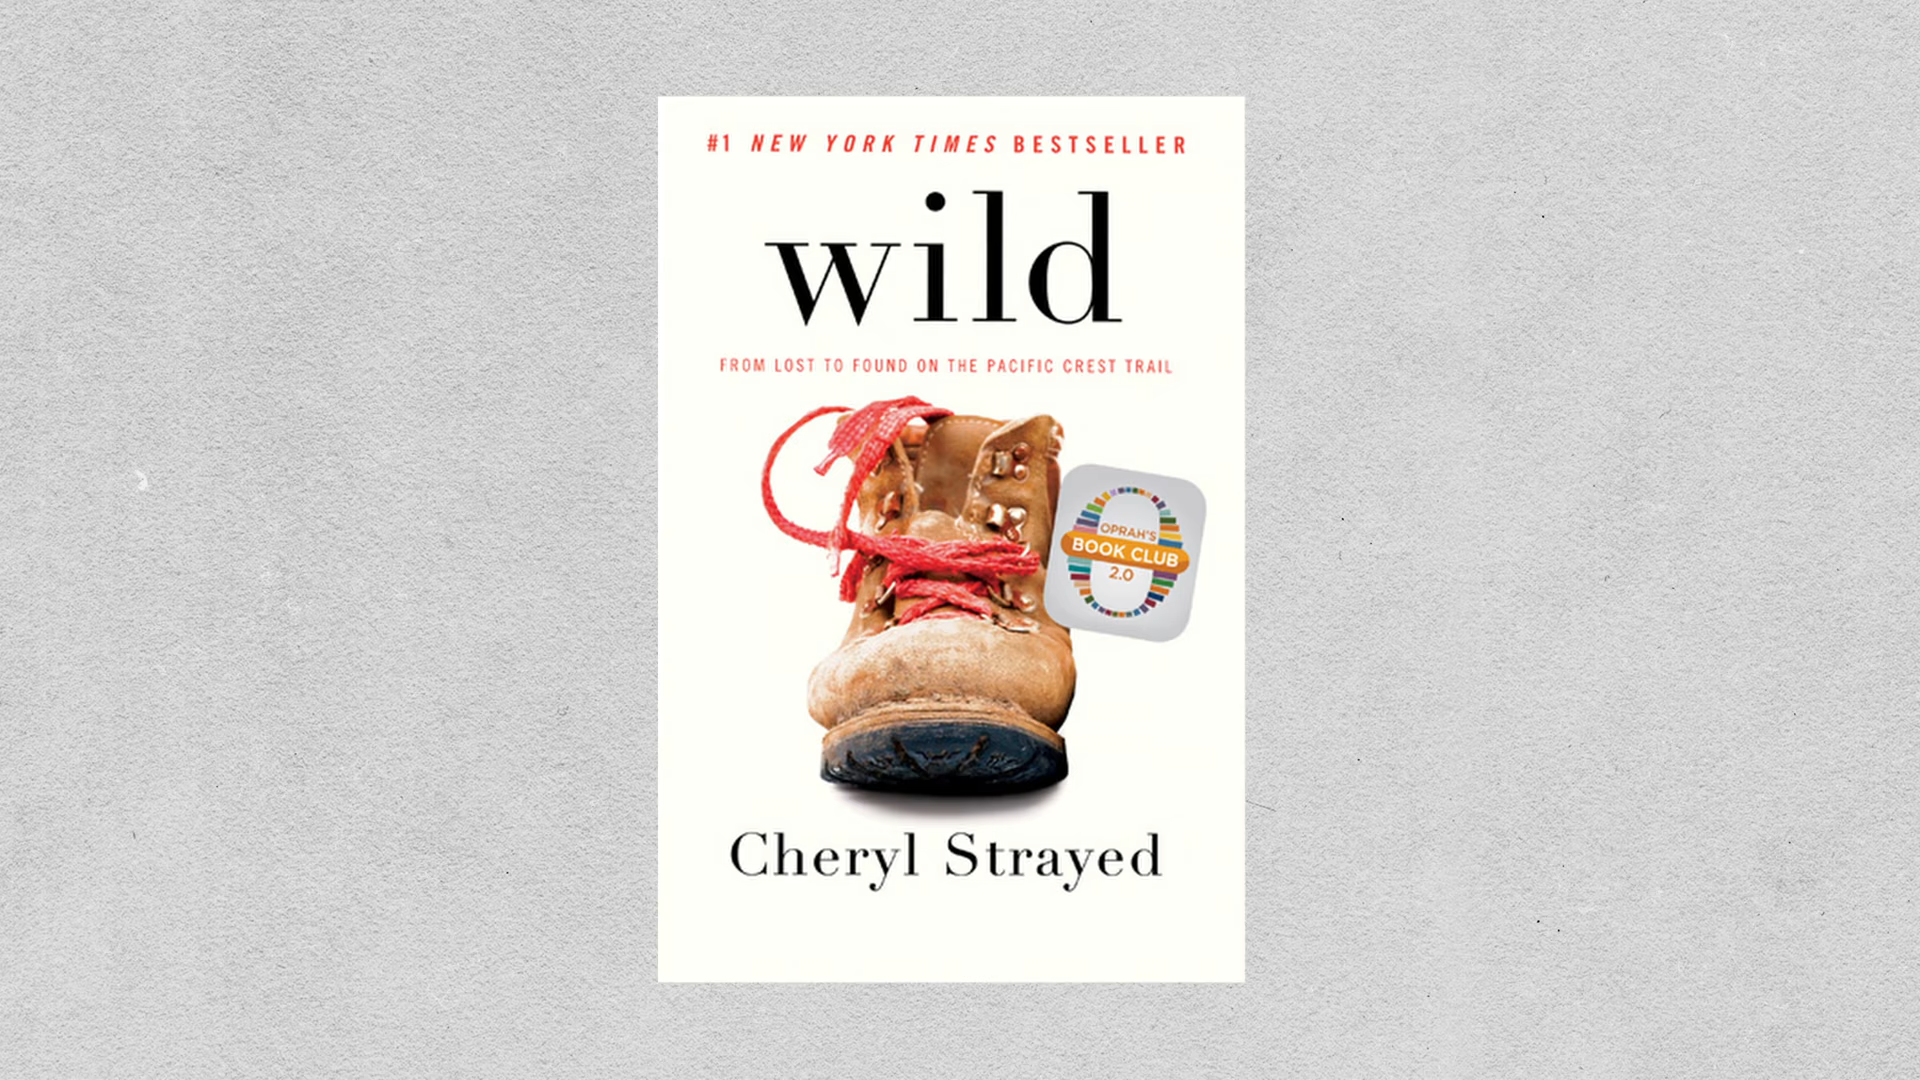 #1 NEW YORK TIMES BESTSELLER
wild
FROM LOST TO FOUND ON THE PACIFIC CREST TRAIL
OPRAH'S
BOOK CLUB
2.0
Cheryl Strayed